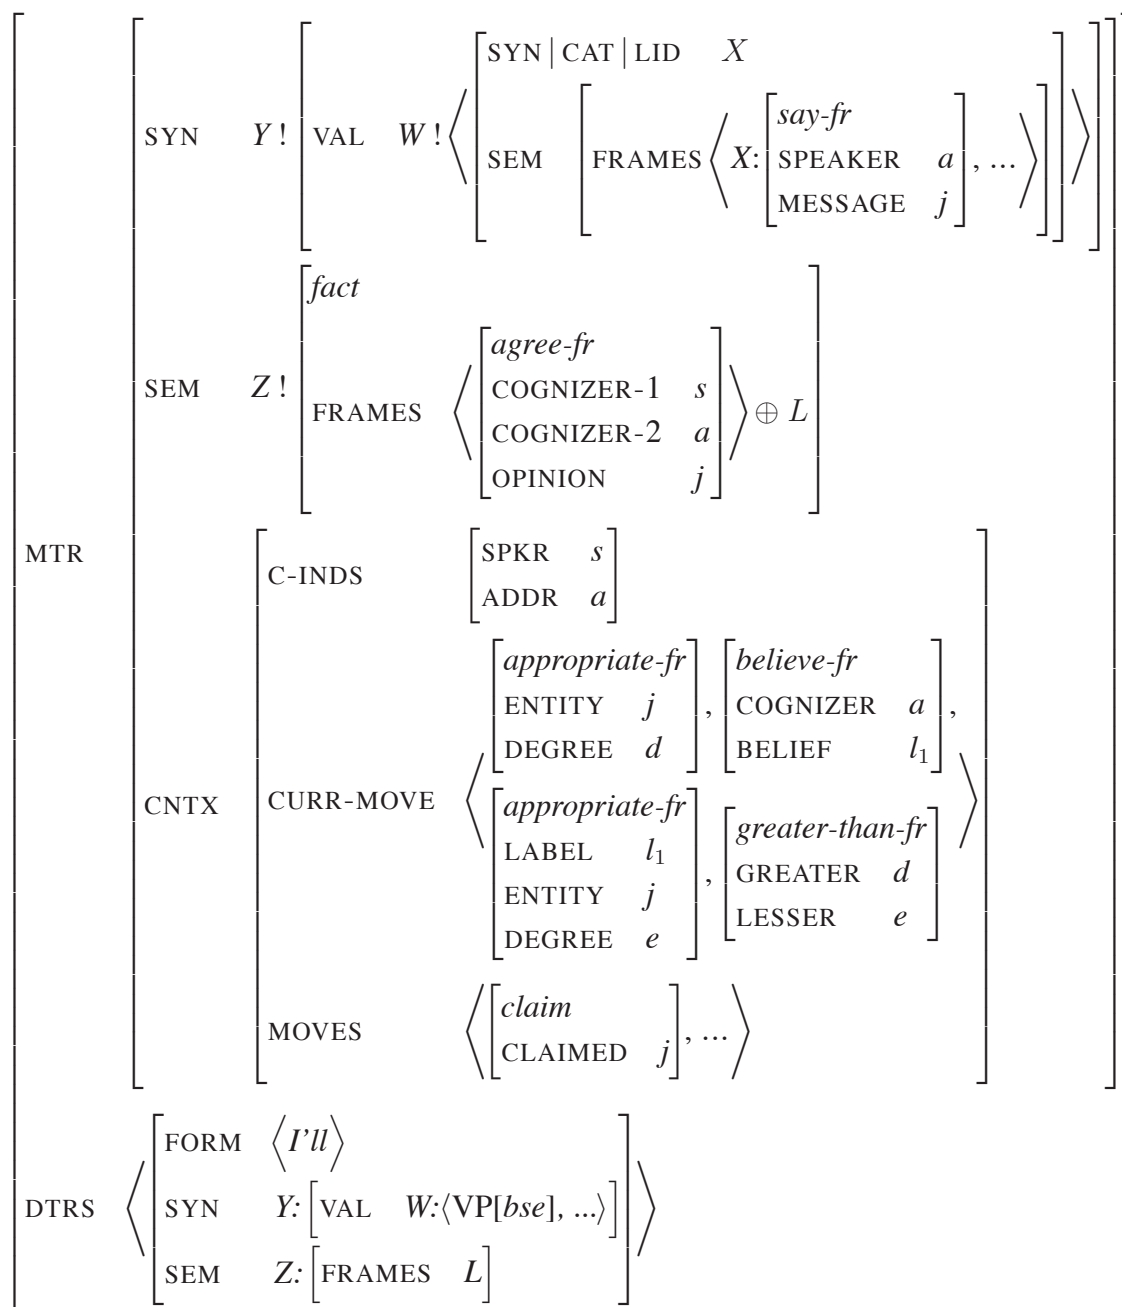 SYN | CAT | LID X
say-fr
SYN Y ! VAL W ! SEM FRAMES X: SPEAKER a , ...
MESSAGE j
fact
agree-fr
COGNIZER-1 s
SEM Z ! FRAMES COGNIZER-2 a ⊕ L
OPINION j
MTR
C-INDS SPKR s
ADDR a
appropriate-fr believe-fr
ENTITY j , COGNIZER a ,
DEGREE d BELIEF l₁
CNTX CURR-MOVE
appropriate-fr greater-than-fr
LABEL l₁ , GREATER d
ENTITY j LESSER e
DEGREE e
claim
MOVES CLAIMED j , ...
FORM ⟨I'll⟩
DTRS SYN Y: [VAL W:⟨VP[bse], ...⟩]
SEM Z: [FRAMES L]